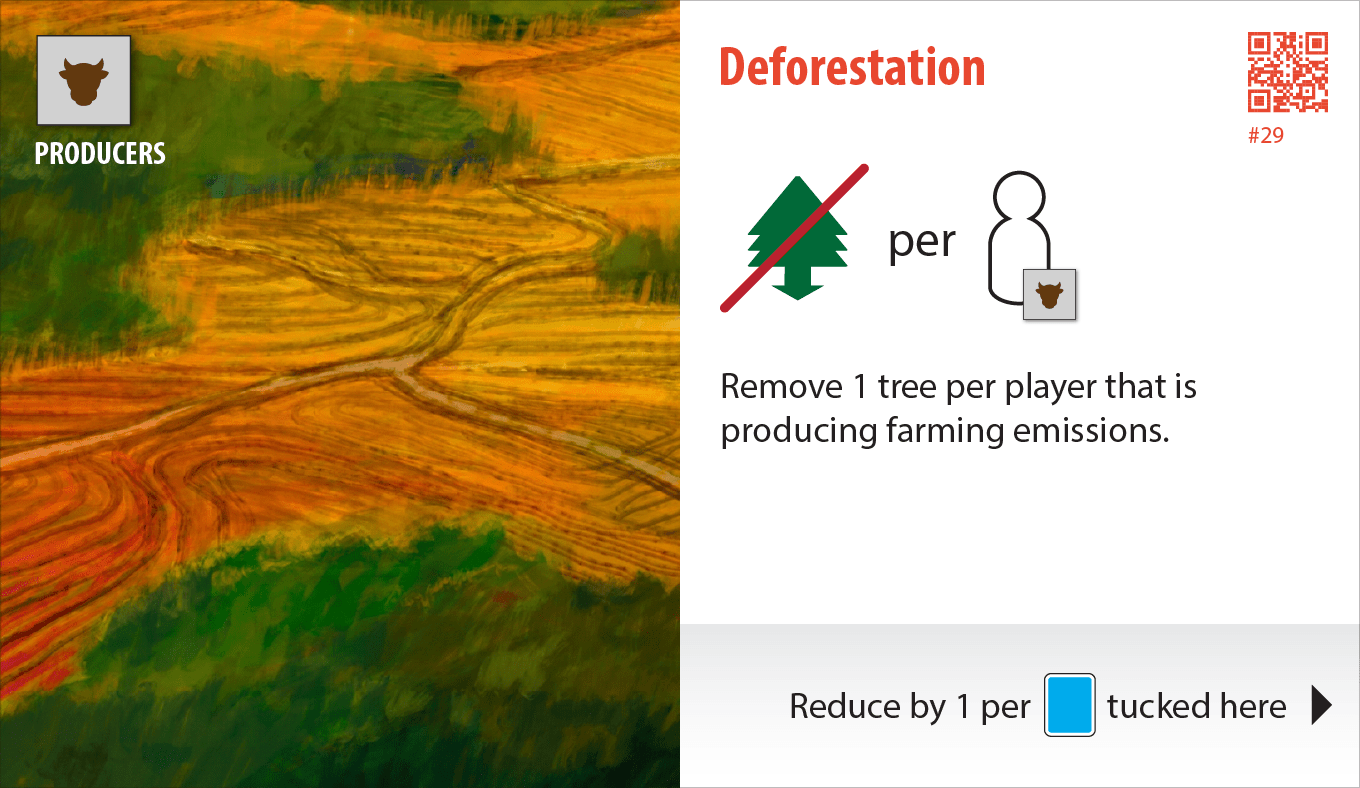 PRODUCERS
Deforestation
#29
per
Remove 1 tree per player that is
producing farming emissions.
Reduce by 1 per tucked here